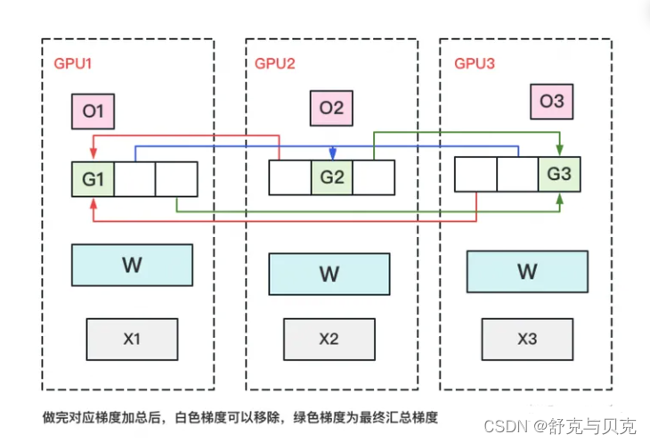 GPU1 GPU2 GPU3
O1 O2 O3
G1 G2 G3
W W W
X1 X2 X3
做完对应梯度加总后，白色梯度可以移除，绿色梯度为最终汇总梯度
CSDN @舒克与贝克